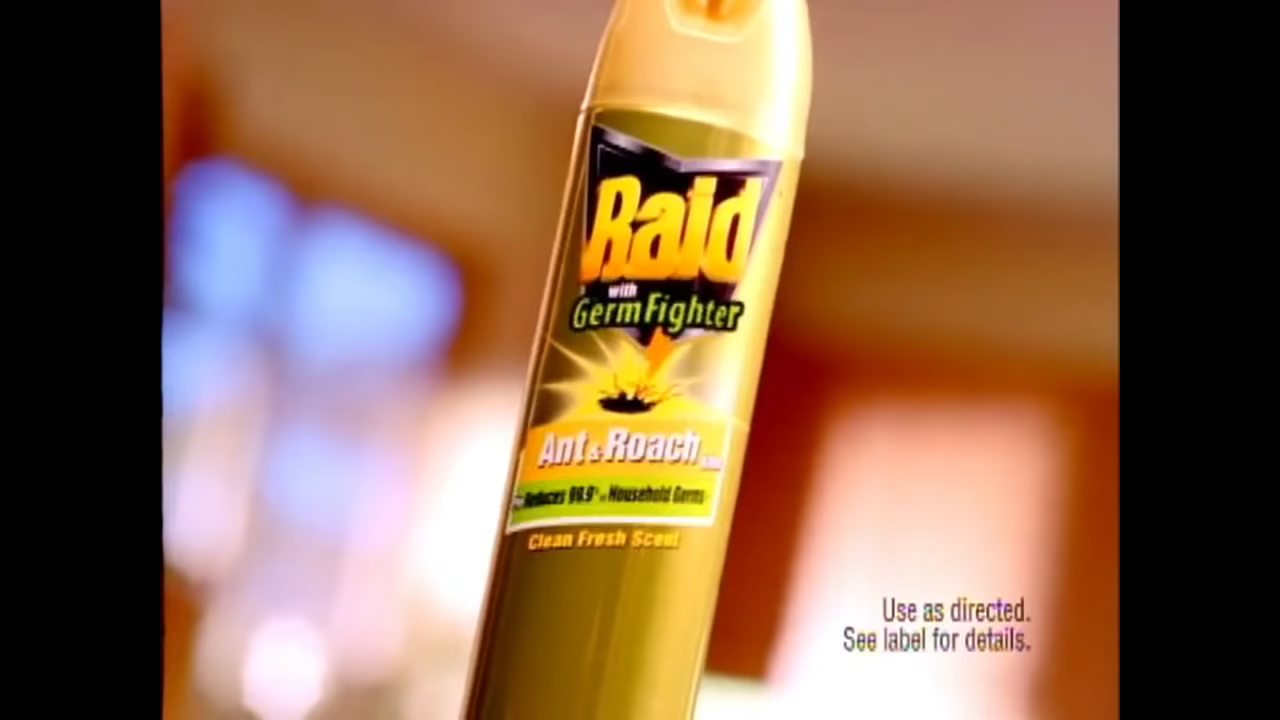 Raid
with
GermFighter
Ant & Roach
Reduces 99.9% of Household Germs
Clean Fresh Scent
Use as directed.
See label for details.